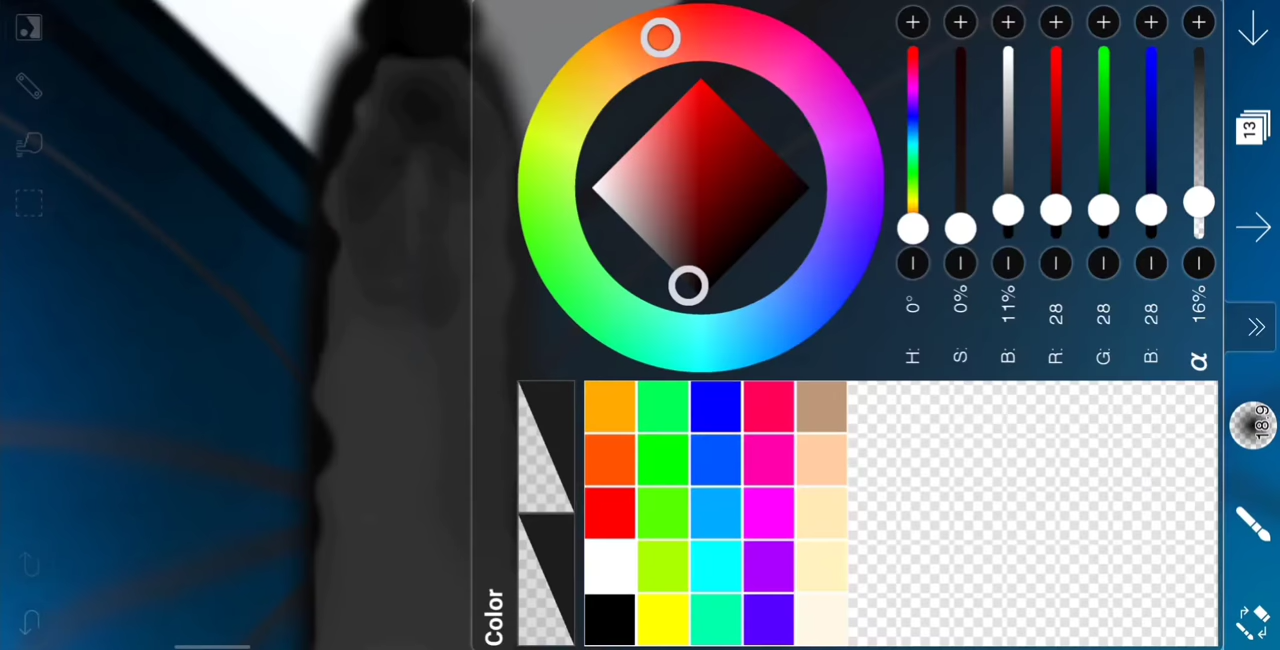 Color
H: 0°
S: 0%
B: 11%
R: 28
G: 28
B: 28
α 16%
13
18.9